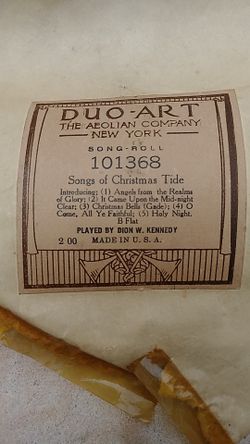 DUO-ART
THE AEOLIAN COMPANY
NEW YORK
SONG-ROLL
101368
Songs of Christmas Tide
Introducing; (1) Angels from the Realms
of Glory; (2) It Came Upon the Mid-night
Clear; (3) Christmas Bells (Gade); (4) O
Come, All Ye Faithful; (5) Holy Night.
B Flat
PLAYED BY DION W. KENNEDY
2 00 MADE IN U. S. A.